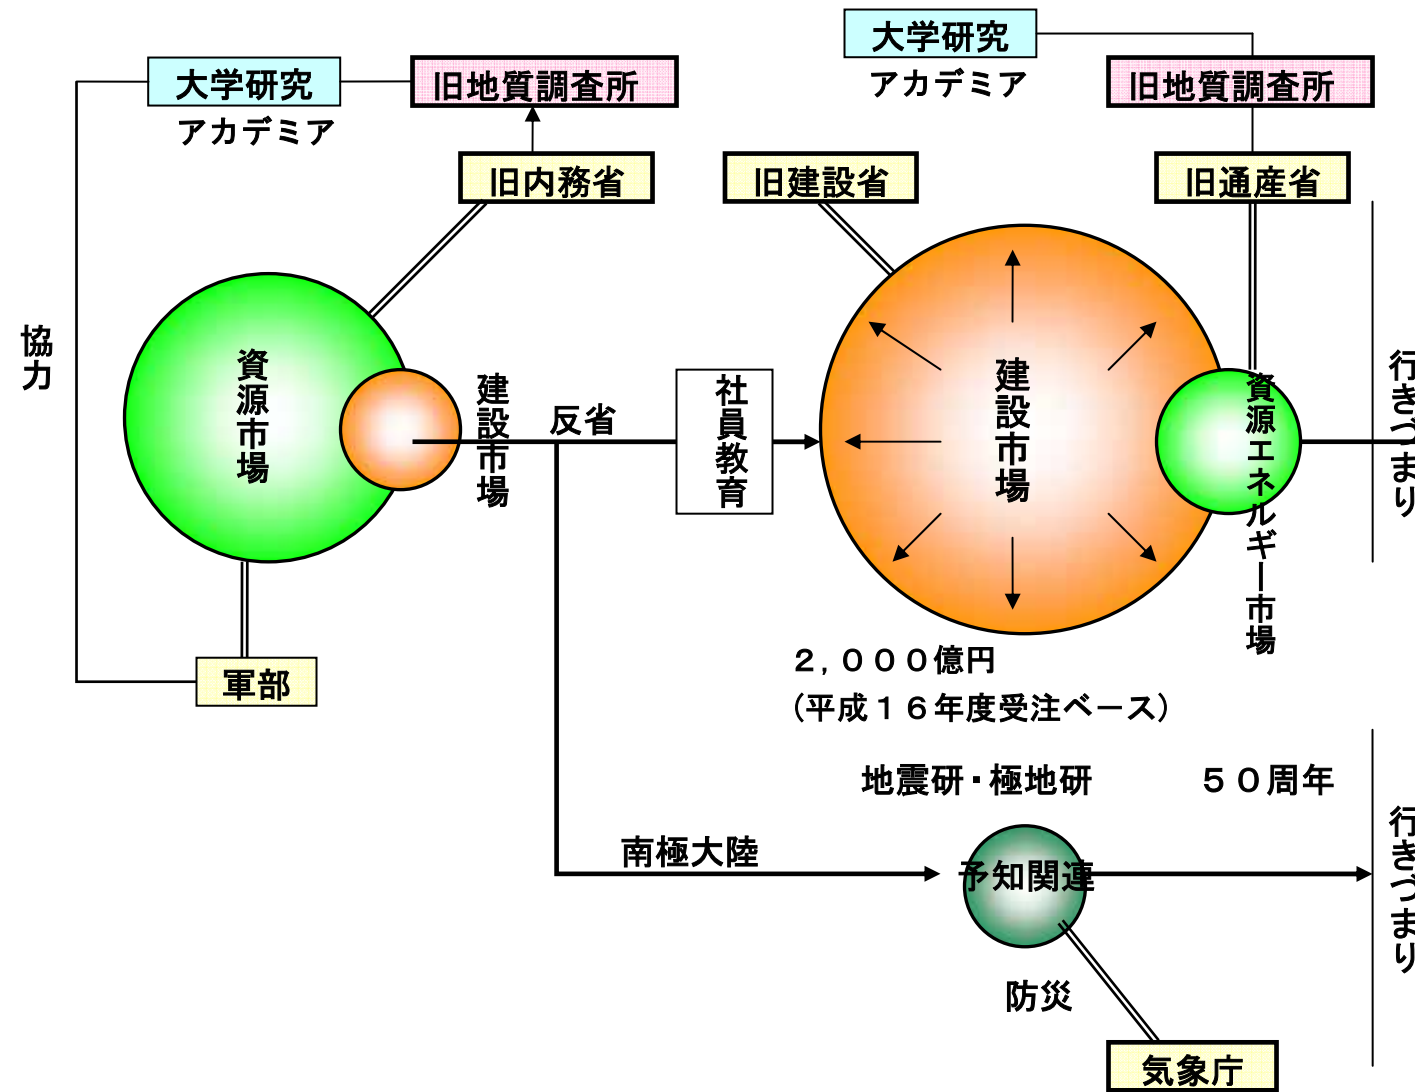 大学研究
アカデミア
旧地質調査所
旧内務省
協力
資源市場
建設市場
軍部
反省
社員教育
大学研究
アカデミア
旧地質調査所
旧建設省
旧通産省
建設市場
資源エネルギー市場
行きづまり
２，０００億円
（平成１６年度受注ベース）
地震研・極地研
５０周年
南極大陸
予知関連
行きづまり
防災
気象庁